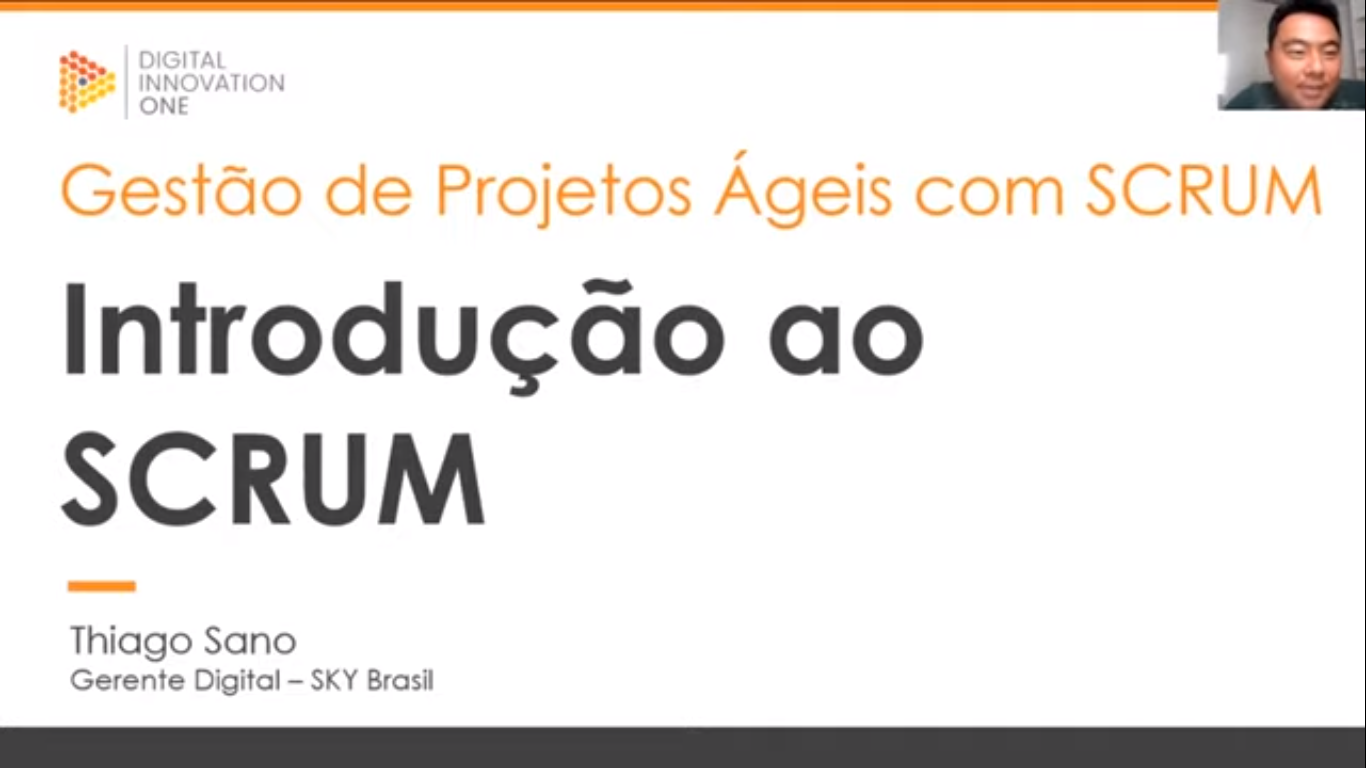 DIGITAL
INNOVATION
ONE
Gestão de Projetos Ágeis com SCRUM
Introdução ao
SCRUM
Thiago Sano
Gerente Digital – SKY Brasil